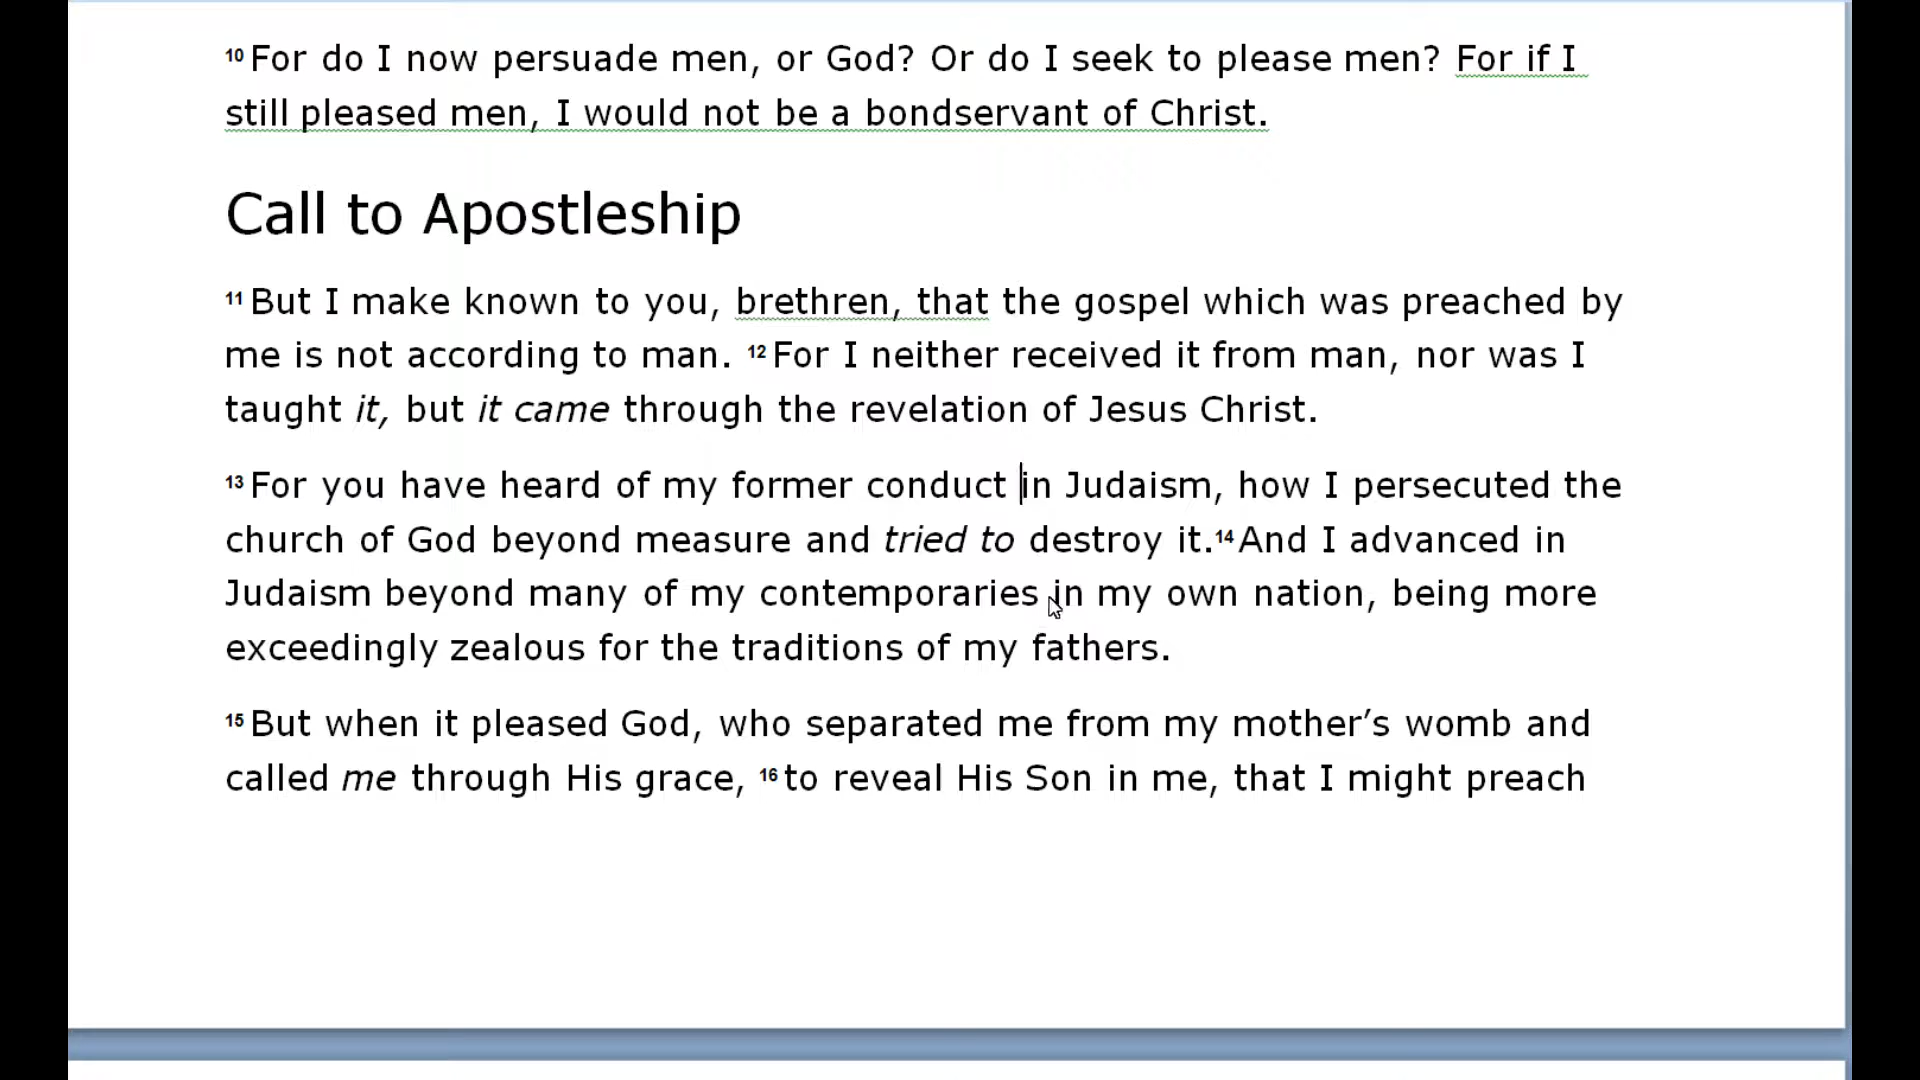 10 For do I now persuade men, or God? Or do I seek to please men? For if I
still pleased men, I would not be a bondservant of Christ.
Call to Apostleship
11 But I make known to you, brethren, that the gospel which was preached by
me is not according to man. 12 For I neither received it from man, nor was I
taught it, but it came through the revelation of Jesus Christ.
13 For you have heard of my former conduct in Judaism, how I persecuted the
church of God beyond measure and tried to destroy it.14 And I advanced in
Judaism beyond many of my contemporaries in my own nation, being more
exceedingly zealous for the traditions of my fathers.
15 But when it pleased God, who separated me from my mother’s womb and
called me through His grace, 16 to reveal His Son in me, that I might preach